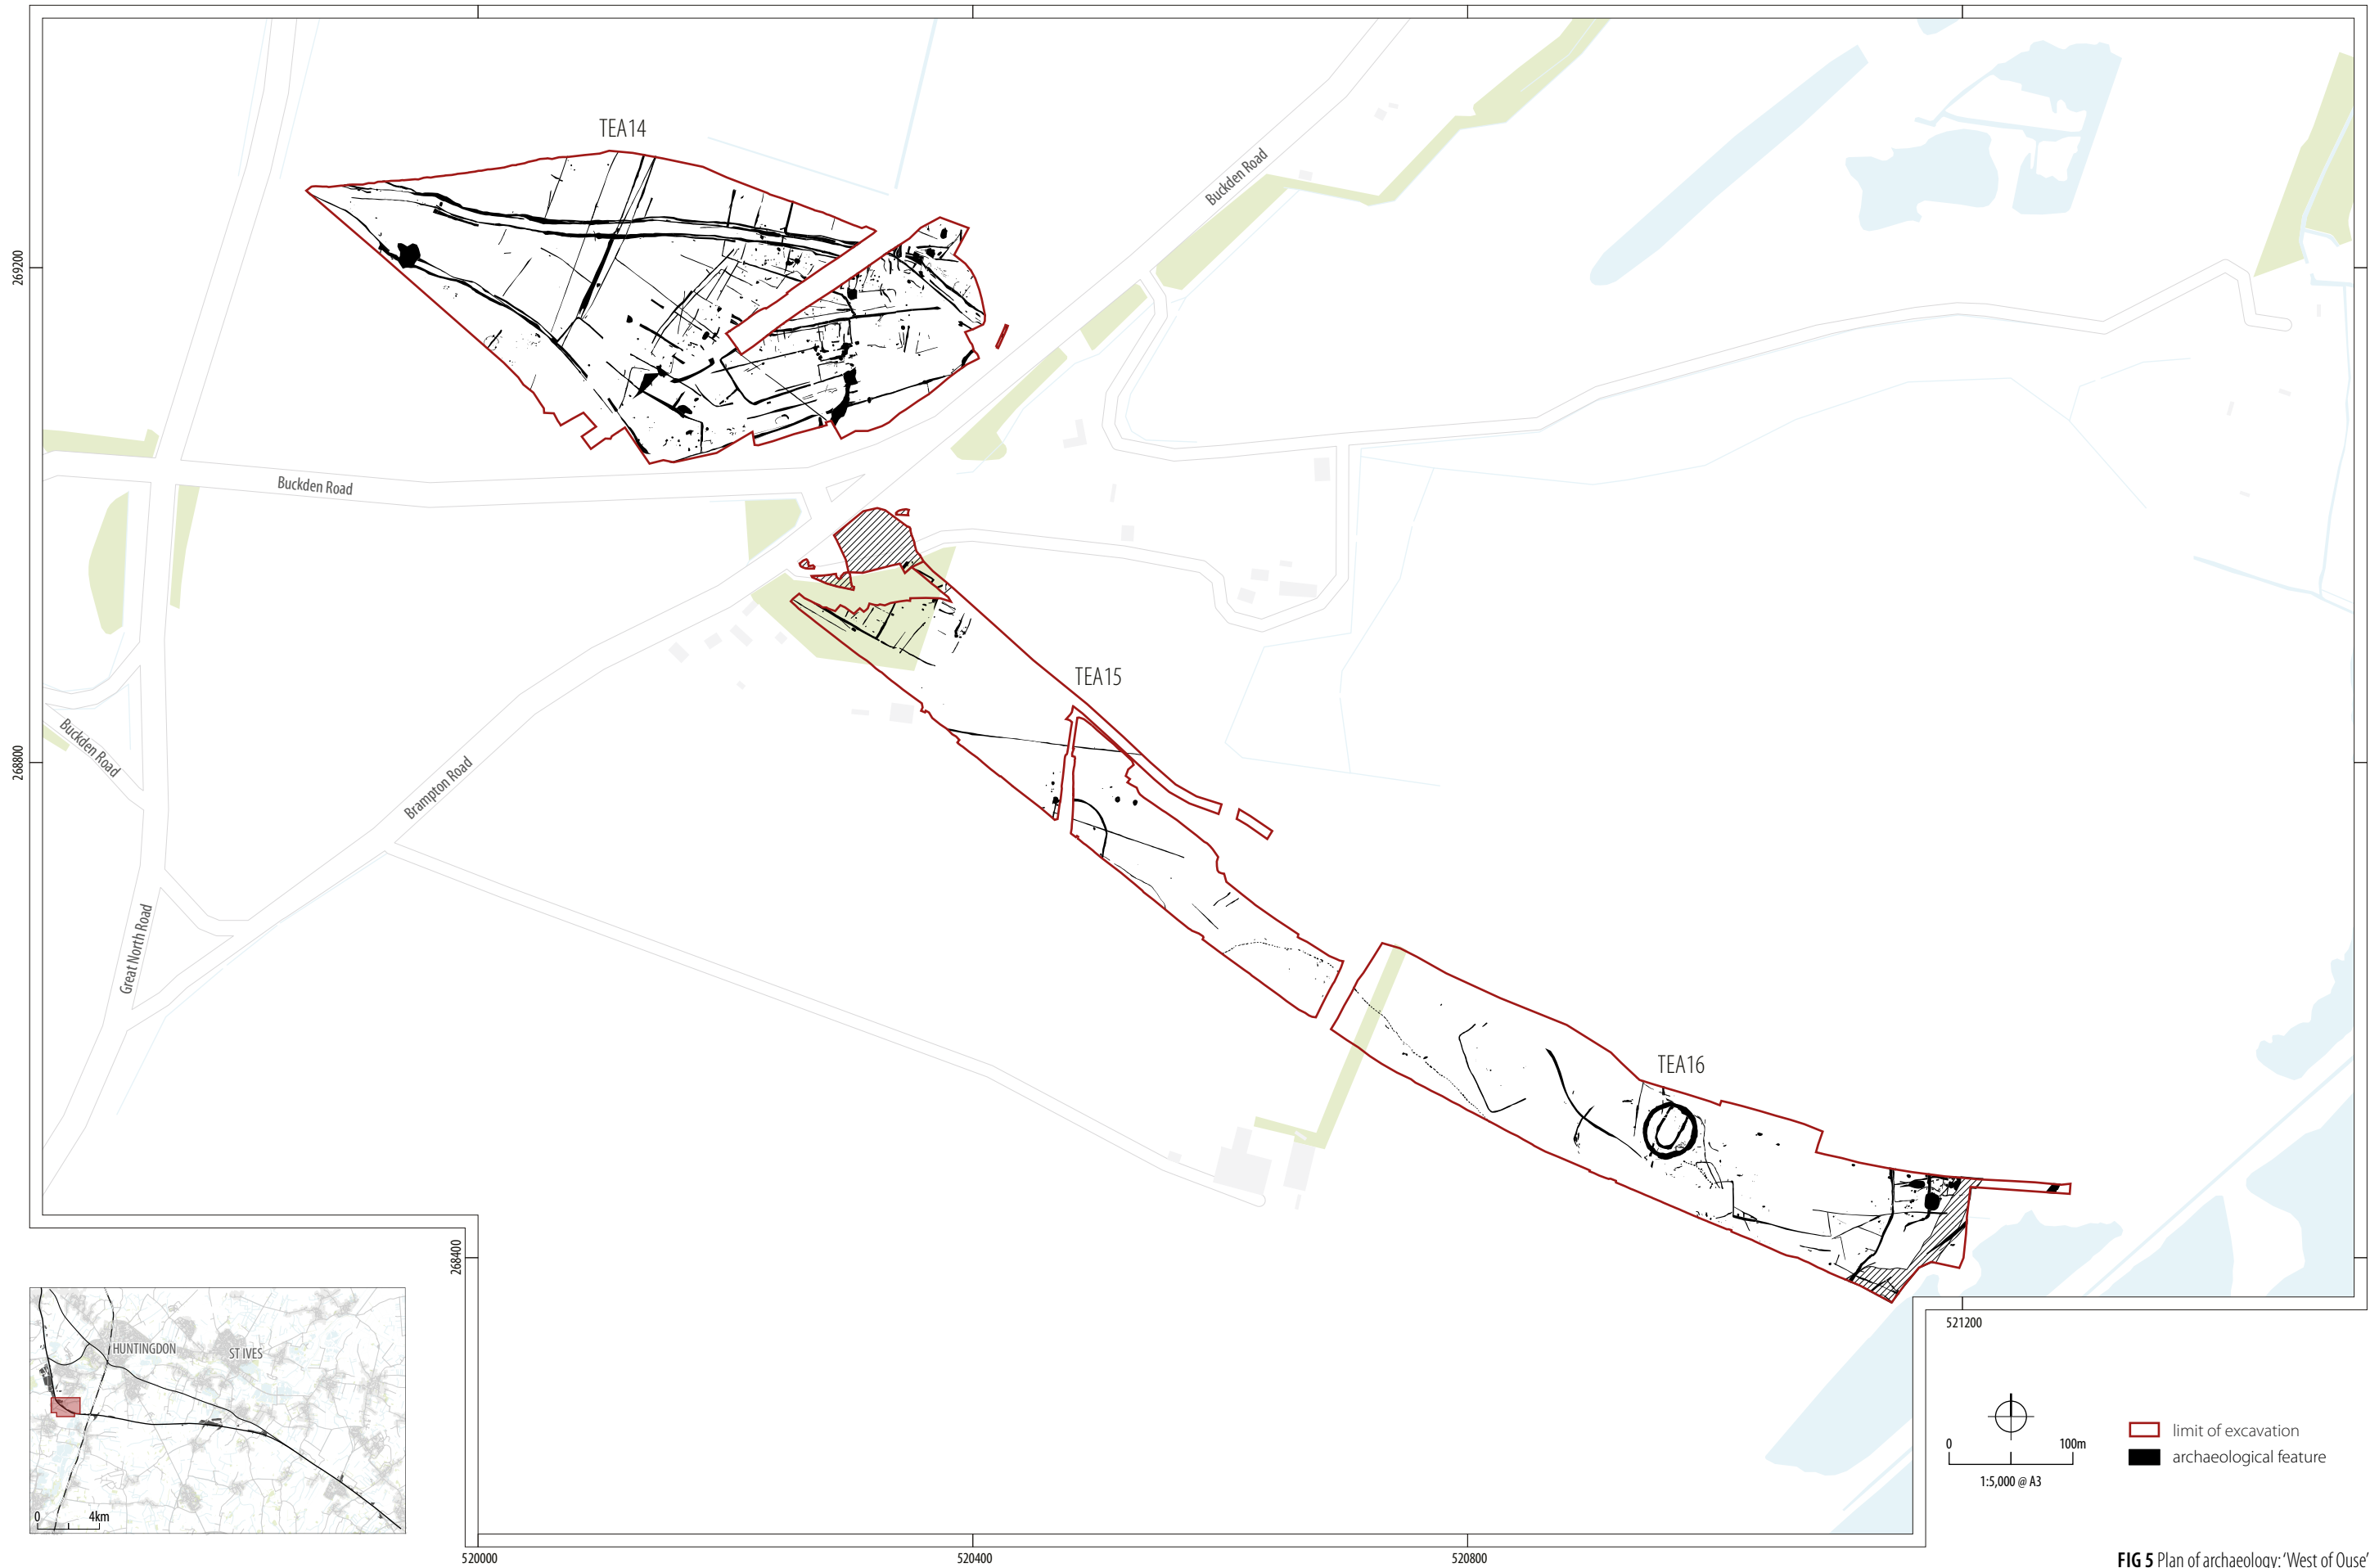 TEA14
Buckden Road
269200
Buckden Road
TEA15
Buckden Road
268800
Brampton Road
Great North Road
TEA16
268400
HUNTINGDON
ST IVES
0 4km
521200
0 100m
1:5,000 @ A3
limit of excavation
archaeological feature
520000
520400
520800
FIG 5 Plan of archaeology: ‘West of Ouse’